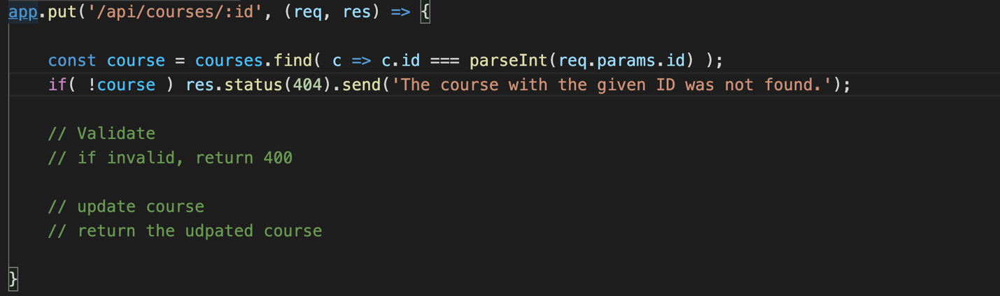 app.put('/api/courses/:id', (req, res) => {
const course = courses.find( c => c.id === parseInt(req.params.id) );
if( !course ) res.status(404).send('The course with the given ID was not found.');
// Validate
// if invalid, return 400
// update course
// return the udpated course
}